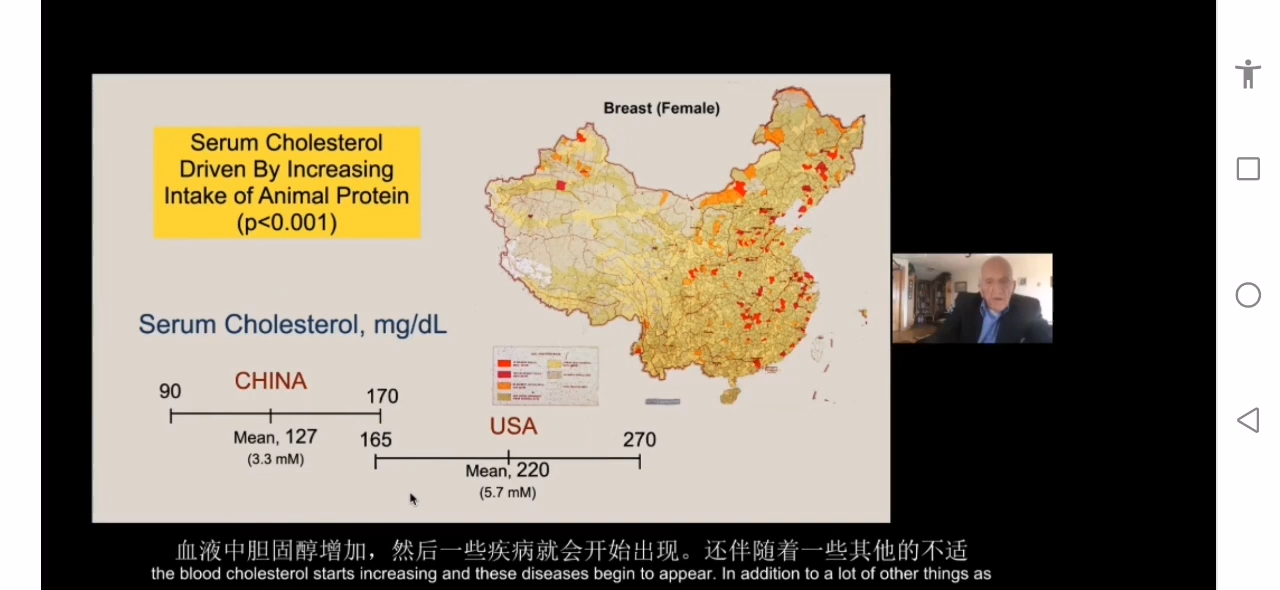 Breast (Female)
Serum Cholesterol
Driven By Increasing
Intake of Animal Protein
(p<0.001)
Serum Cholesterol, mg/dL
CHINA
90
170
Mean, 127
(3.3 mM)
USA
165
270
Mean, 220
(5.7 mM)
血液中胆固醇增加，然后一些疾病就会开始出现。还伴随着一些其他的不适
the blood cholesterol starts increasing and these diseases begin to appear. In addition to a lot of other things as